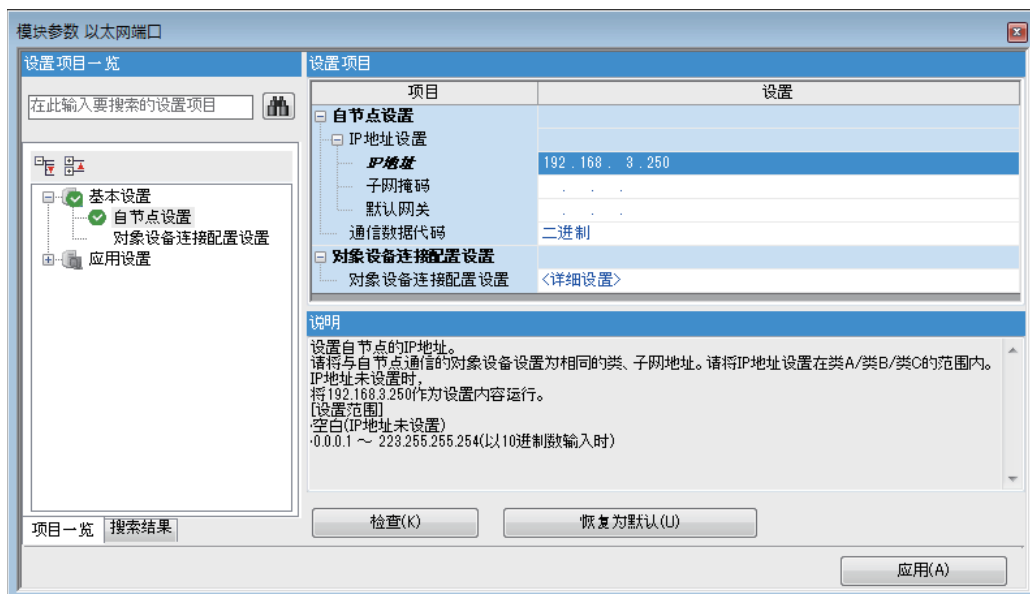 模块参数 以太网端口
设置项目一览
在此输入要搜索的设置项目
基本设置
自节点设置
对象设备连接配置设置
应用设置
项目一览
搜索结果
设置项目
项目 设置
自节点设置
IP地址设置
IP地址 192 . 168 . 3 . 250
子网掩码 . . .
默认网关 . . .
通信数据代码 二进制
对象设备连接配置设置
对象设备连接配置设置 <详细设置>
说明
设置自节点的IP地址。
请将与自节点通信的对象设备设置为相同的类、子网地址。请将IP地址设置在类A/类B/类C的范围内。
IP地址未设置时,
将192.168.3.250作为设置内容运行。
[设置范围]
·空白(IP地址未设置)
·0.0.0.1 ～ 223.255.255.254(以10进制数输入时)
检查(K)
恢复为默认(U)
应用(A)